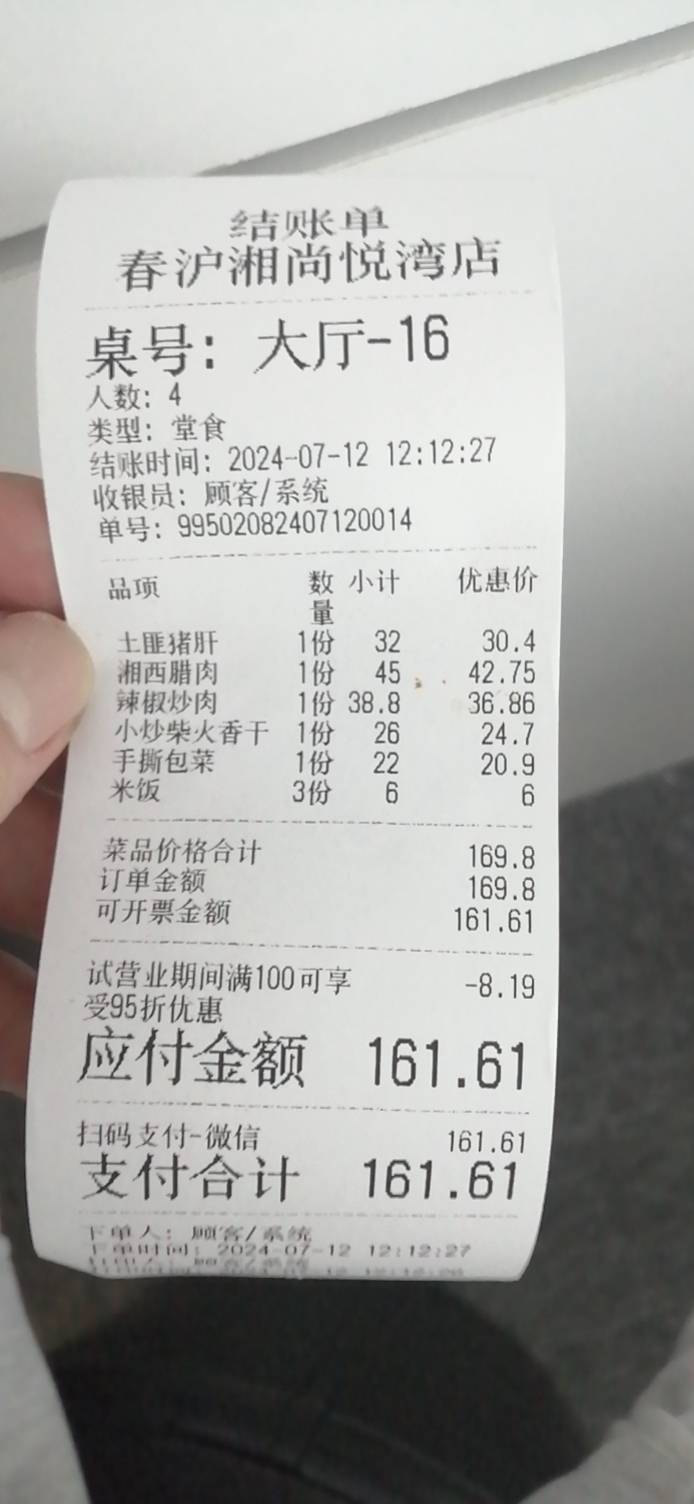 结账单
春沪湘尚悦湾店
桌号: 大厅-16
人数: 4
类型: 堂食
结账时间: 2024-07-12 12:12:27
收银员: 顾客/系统
单号: 99502082407120014
品项 数量 小计 优惠价
土匪猪肝 1份 32 30.4
湘西腊肉 1份 45 42.75
辣椒炒肉 1份 38.8 36.86
小炒柴火香干 1份 26 24.7
手撕包菜 1份 22 20.9
米饭 3份 6 6
菜品价格合计 169.8
订单金额 169.8
可开票金额 161.61
试营业期间满100可享 -8.19
受95折优惠
应付金额 161.61
扫码支付-微信 161.61
支付合计 161.61
下单人: 顾客/系统
下单时间: 2024-07-12 12:12:27